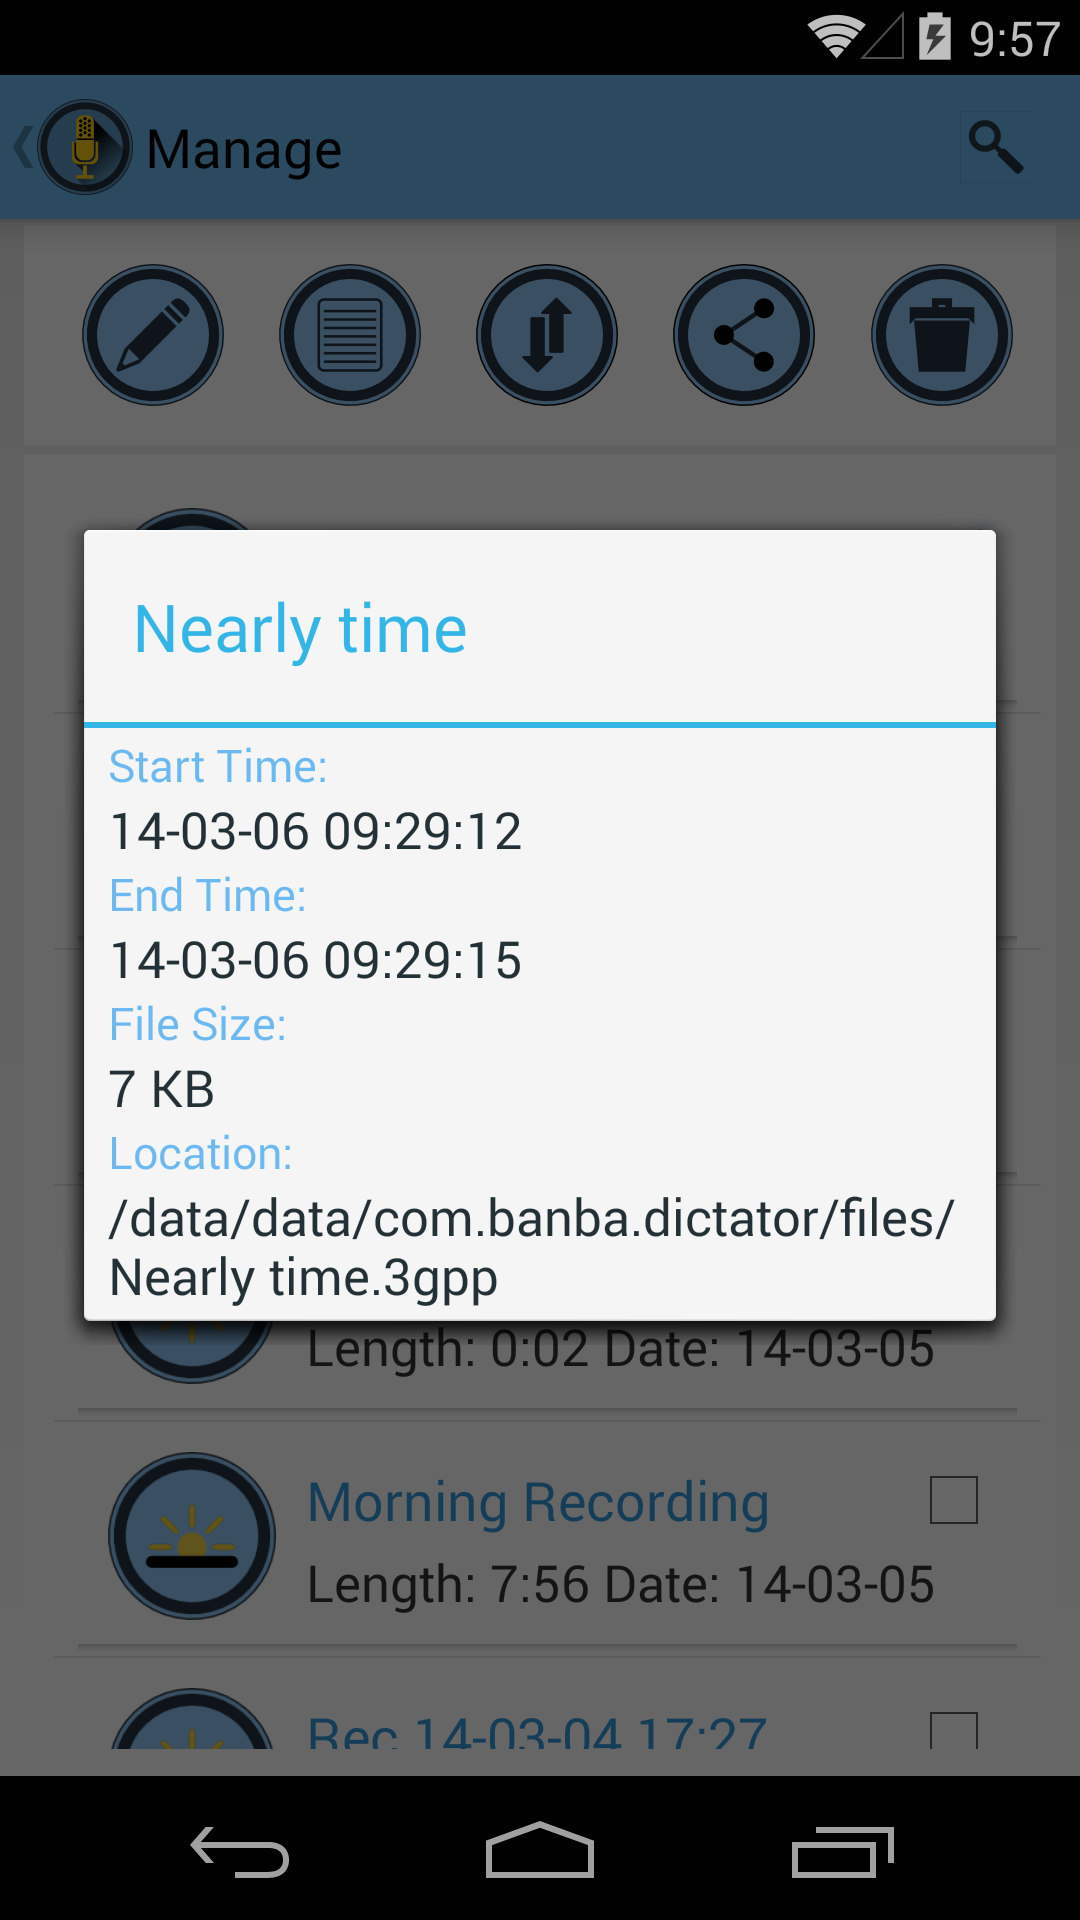 9:57
Manage
Nearly time
Start Time:
14-03-06 09:29:12
End Time:
14-03-06 09:29:15
File Size:
7 KB
Location:
/data/data/com.banba.dictator/files/
Nearly time.3gpp
Length: 0:02 Date: 14-03-05
Morning Recording
Length: 7:56 Date: 14-03-05
Rec 14-03-04 17:27